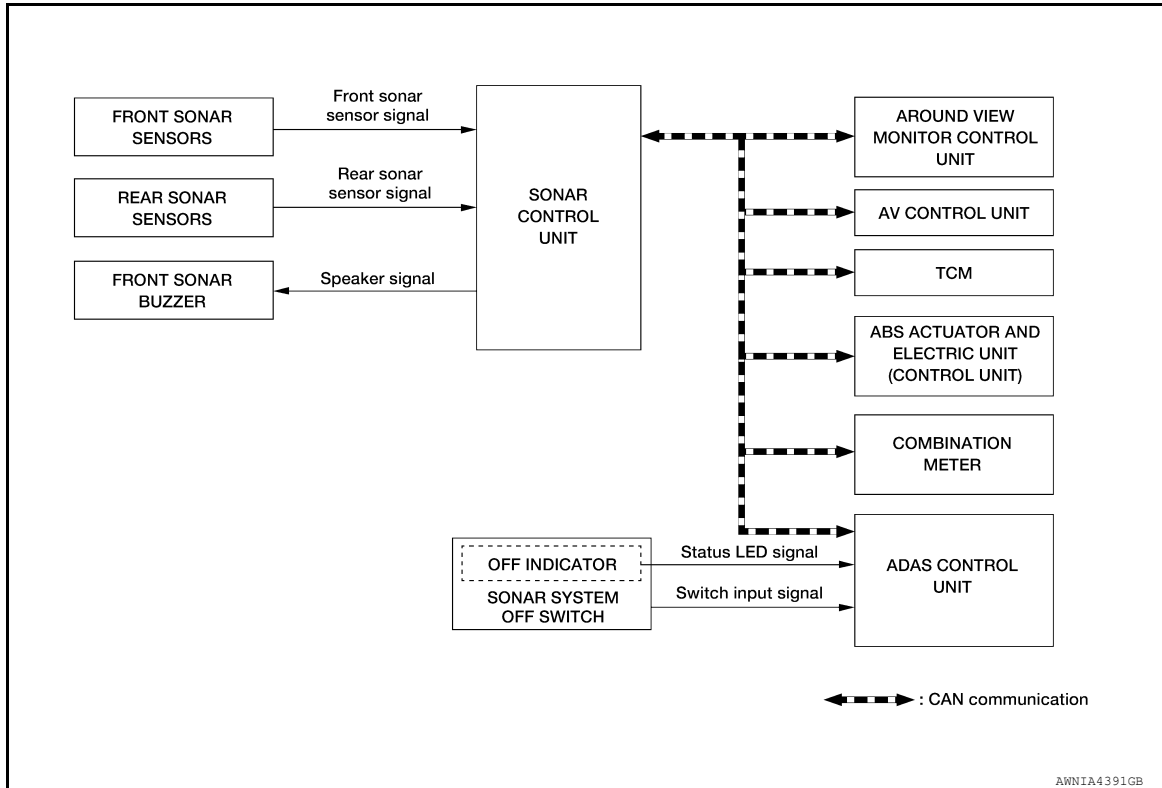 FRONT SONAR
SENSORS
Front sonar
sensor signal
REAR SONAR
SENSORS
Rear sonar
sensor signal
FRONT SONAR
BUZZER
Speaker signal
SONAR
CONTROL
UNIT
AROUND VIEW
MONITOR CONTROL
UNIT
AV CONTROL UNIT
TCM
ABS ACTUATOR AND
ELECTRIC UNIT
(CONTROL UNIT)
COMBINATION
METER
OFF INDICATOR
SONAR SYSTEM
OFF SWITCH
Status LED signal
Switch input signal
ADAS CONTROL
UNIT
: CAN communication
AWNIA4391GB